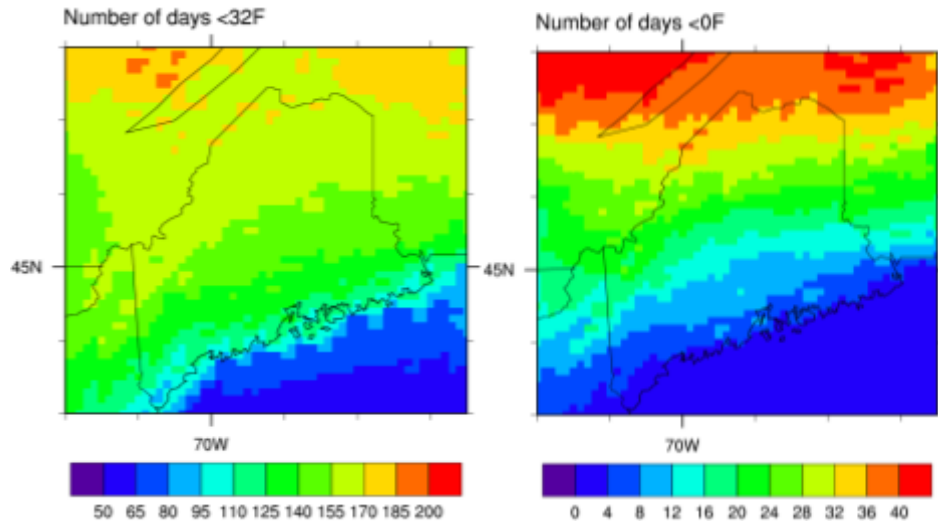 Number of days <32F
Number of days <0F
45N
45N
70W
70W
50 65 80 95 110 125 140 155 170 185 200
0 4 8 12 16 20 24 28 32 36 40